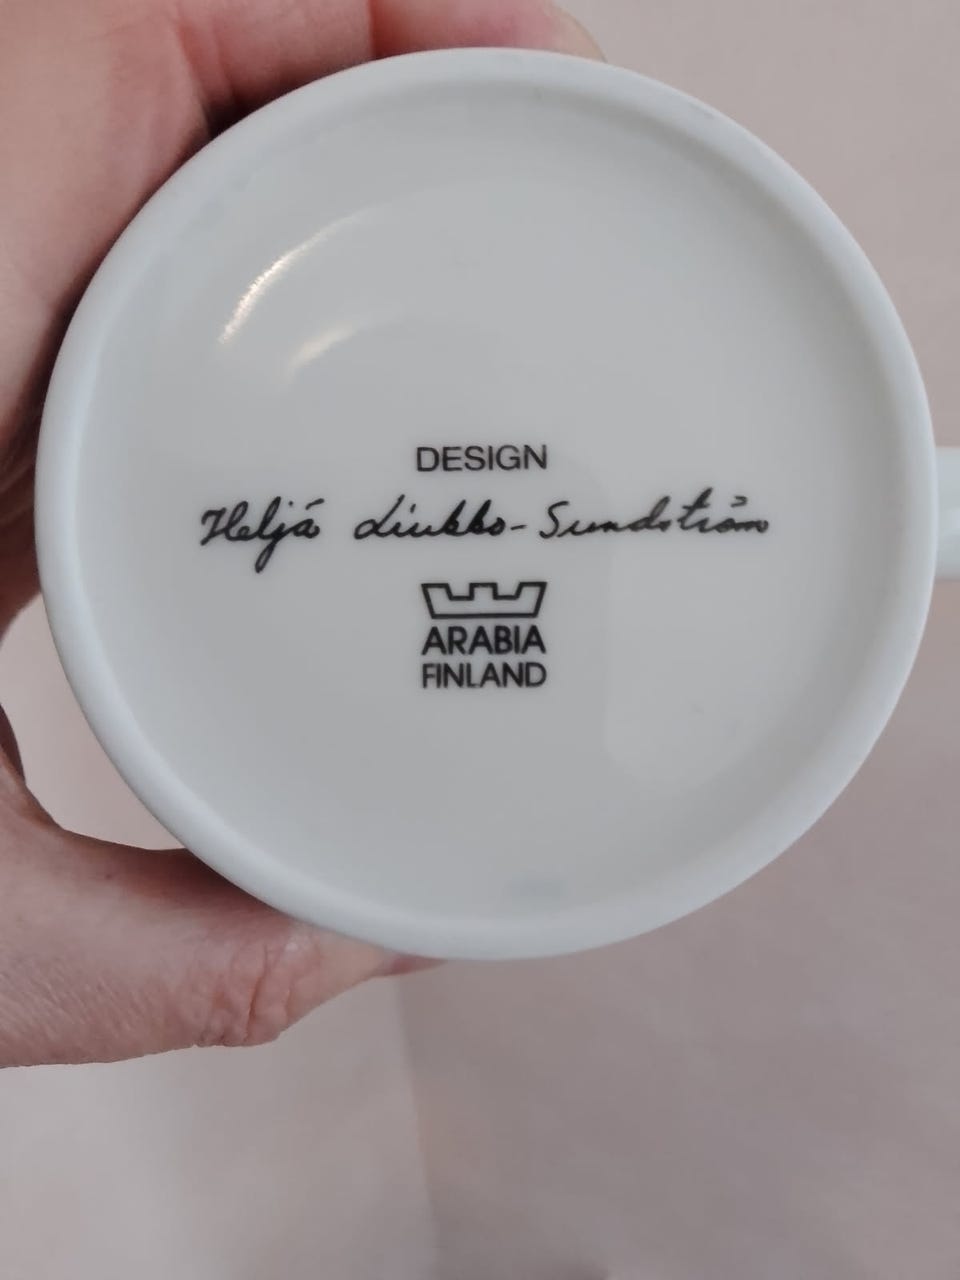 DESIGN
Heljä Liukko-Sundström
ARABIA
FINLAND